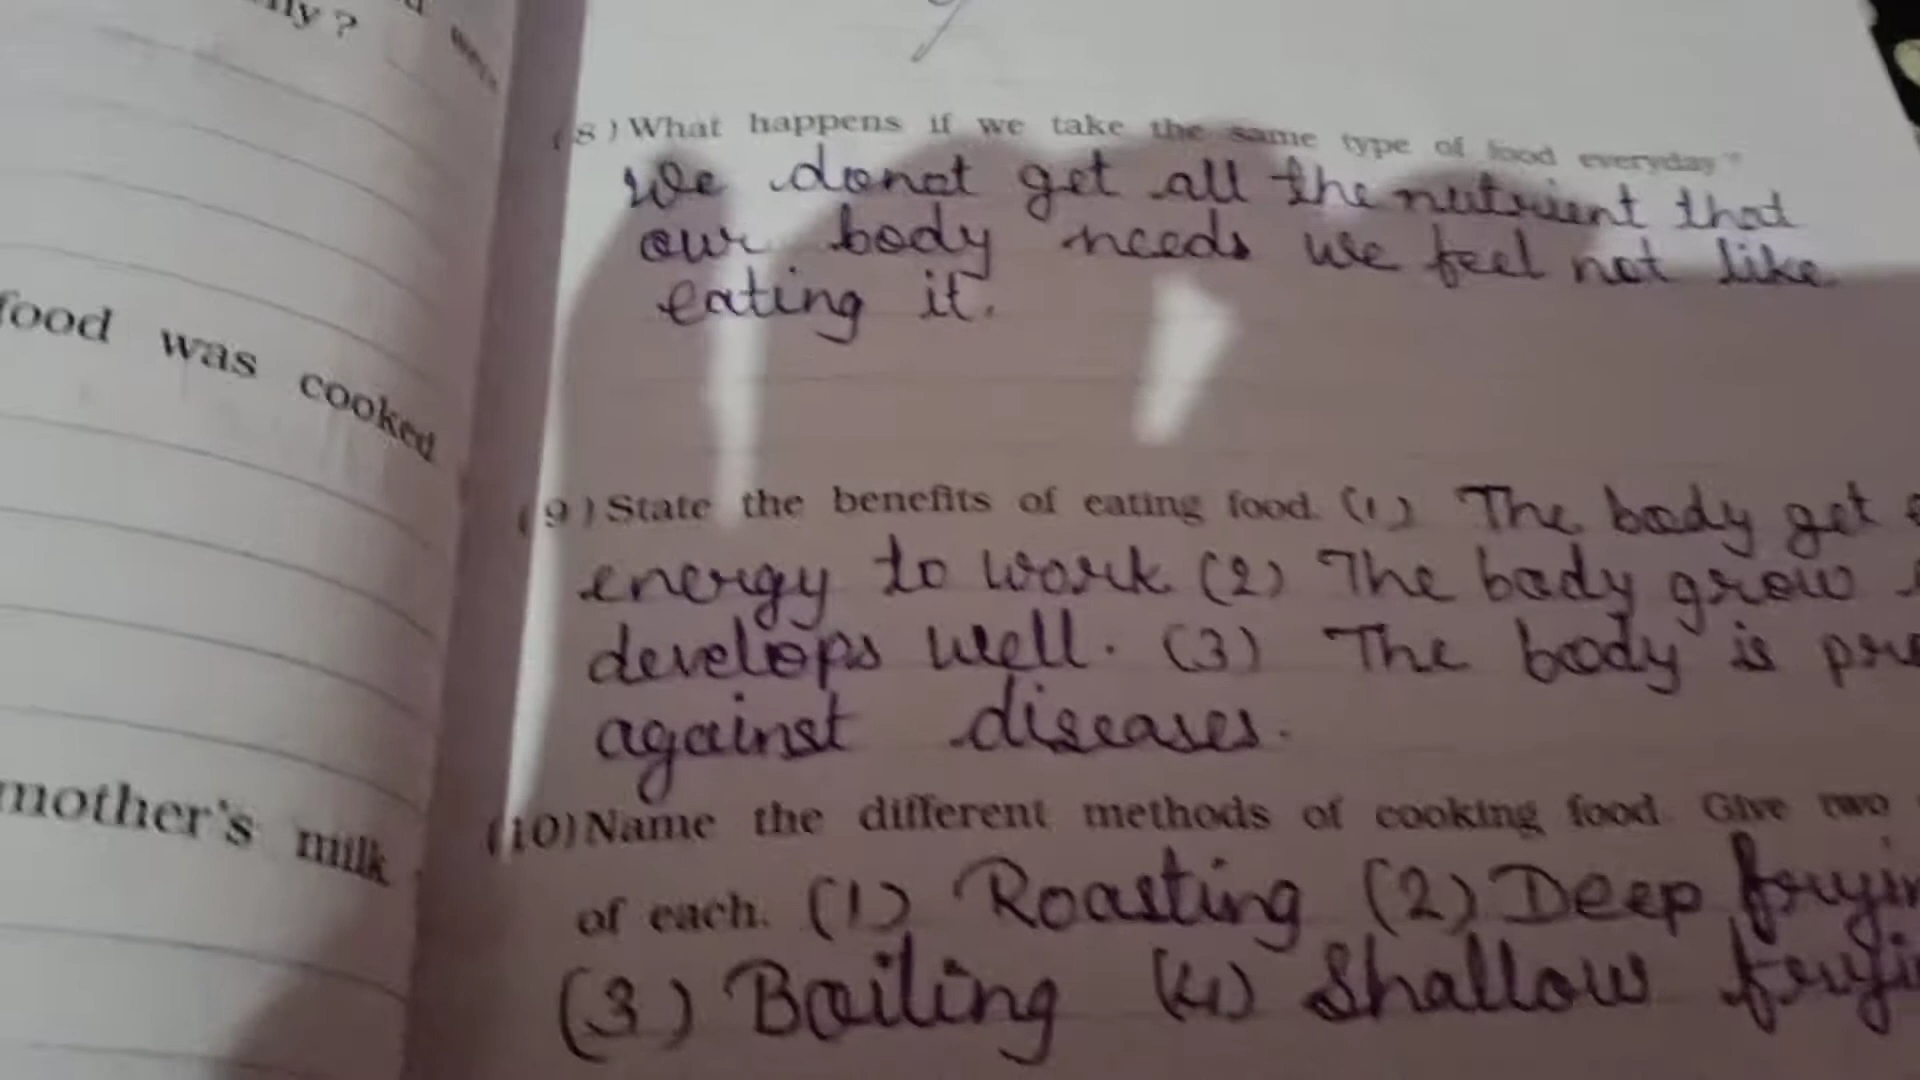 food was cooked
mother's milk
(8) What happens if we take the same type of food everyday?
We donot get all the nutrient that
our body needs we feel not like
eating it.
(9) State the benefits of eating food. (1) The body get
energy to work (2) The body grow
develops well. (3) The body is
against diseases.
(10) Name the different methods of cooking food. Give two
of each. (1) Roasting (2) Deep
(3) Boiling (4) Shallow